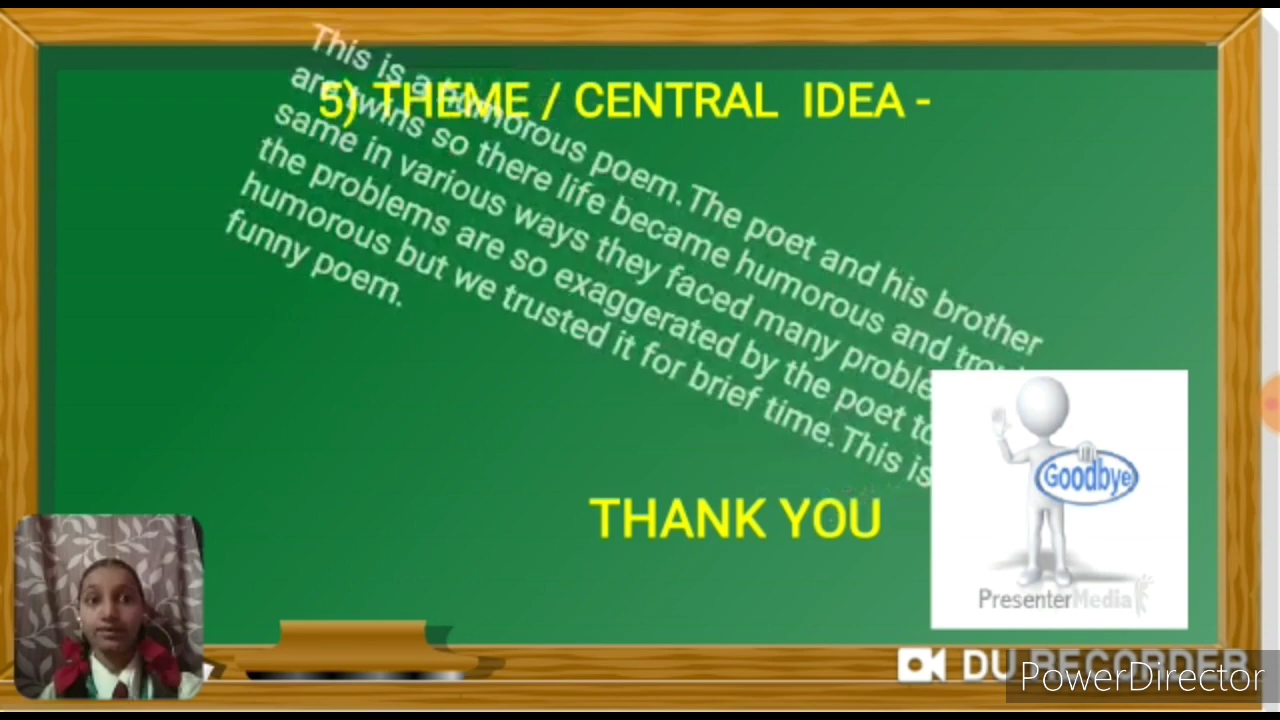 5) THEME / CENTRAL IDEA -
This is a humorous poem. The poet and his brother
are twins so there life became humorous and
same in various ways they faced many
the problems are so exaggerated by the poet
humorous but we trusted it for brief time. This is
funny poem.
THANK YOU
Goodbye
PresenterMedia
DU RECORDER
PowerDirector